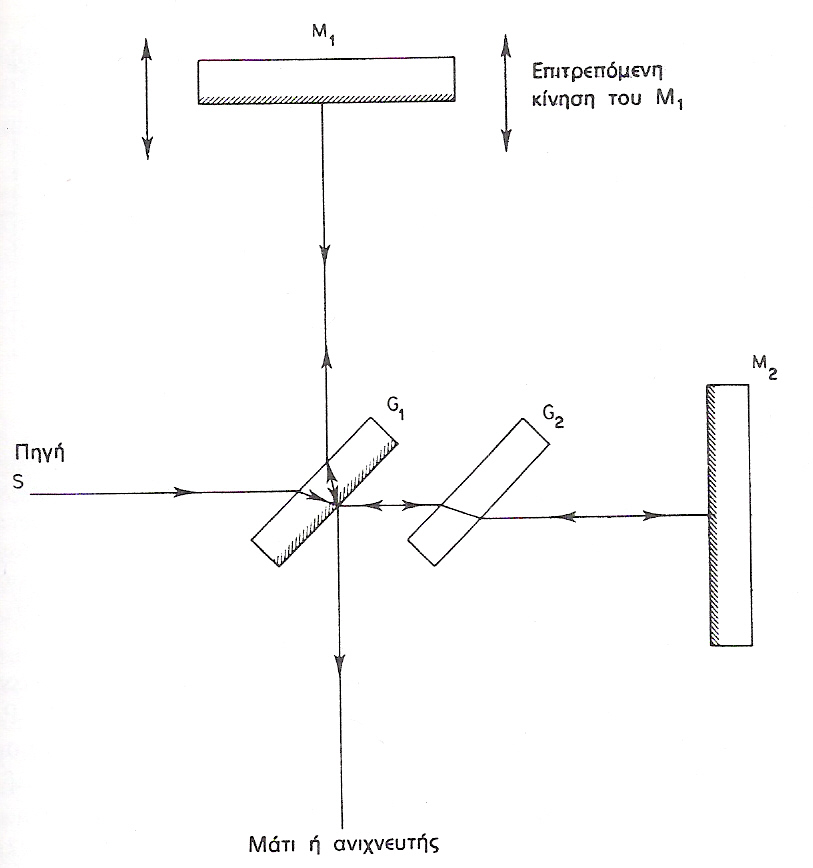 M₁
Επιτρεπόμενη
κίνηση του M₁
M₂
G₁
G₂
Πηγή
S
Μάτι ή ανιχνευτής